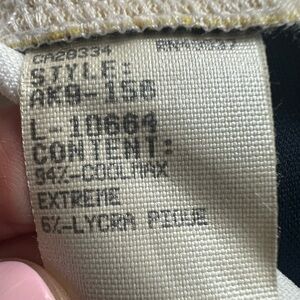 CA28334
STYLE:
AK9-156
L-10664
CONTENT:
94%-COOLMAX
EXTREME
6%-LYCRA PIQUE